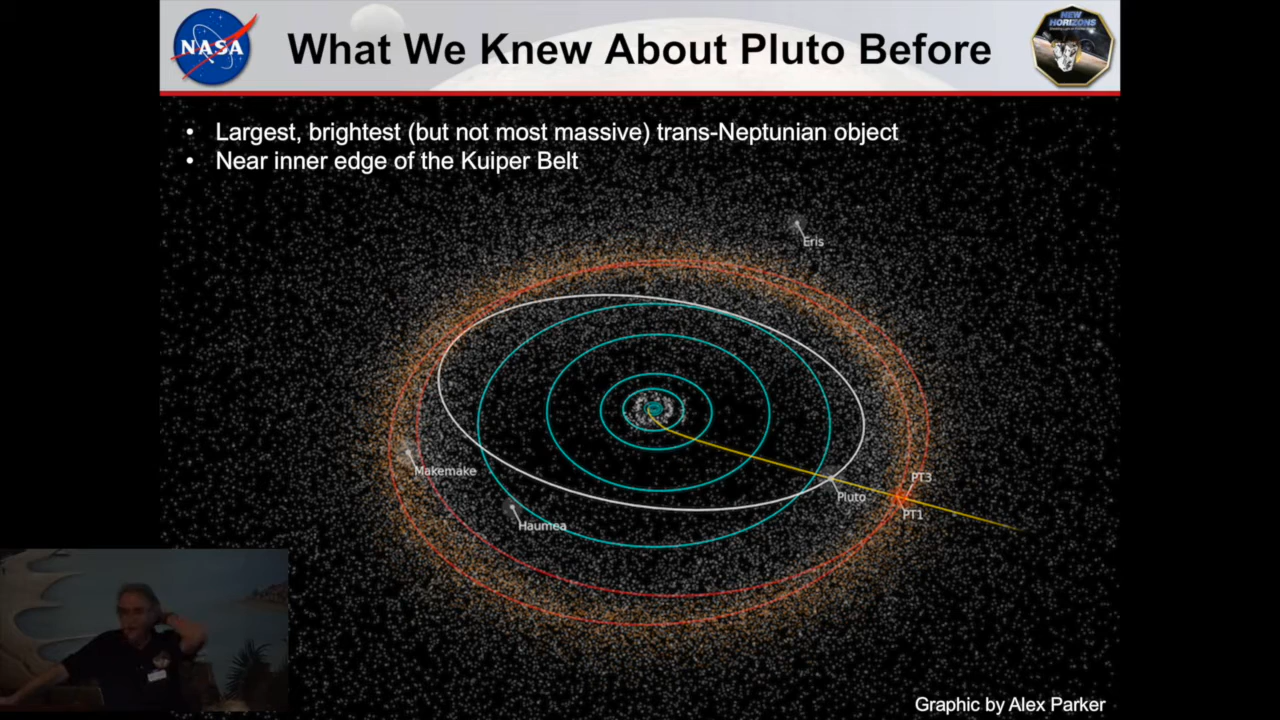 NASA
What We Knew About Pluto Before
NEW
HORIZONS
• Largest, brightest (but not most massive) trans-Neptunian object
• Near inner edge of the Kuiper Belt
Eris
Makemake
PT3
Pluto
PT1
Haumea
Graphic by Alex Parker